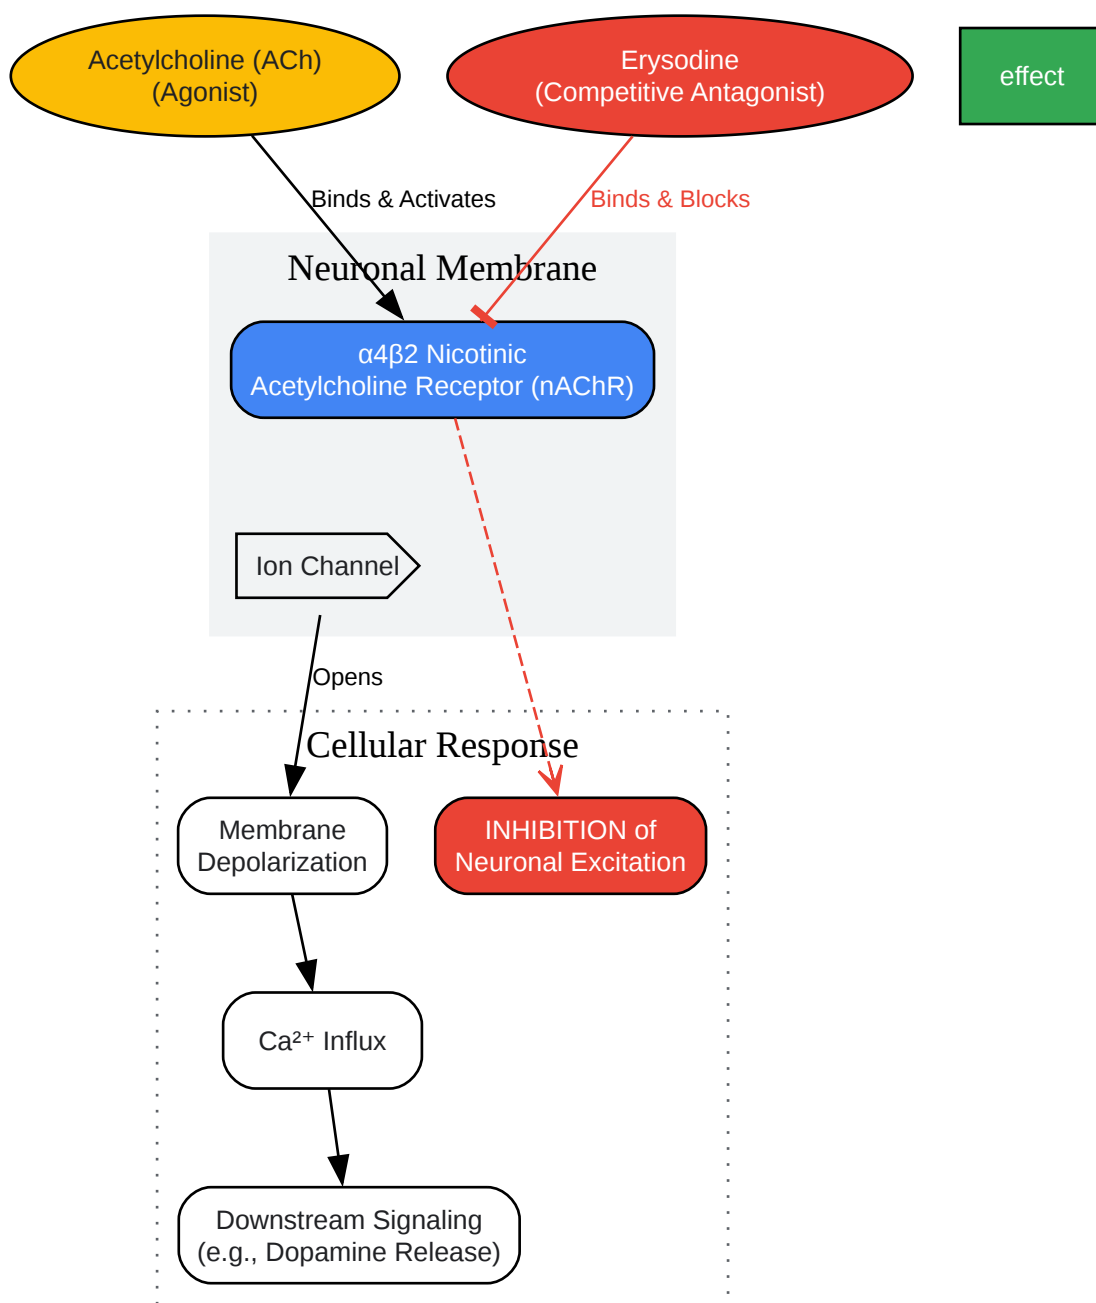 Acetylcholine (ACh)
(Agonist)
Erysodine
(Competitive Antagonist)
effect
Binds & Activates
Binds & Blocks
Neuronal Membrane
α4β2 Nicotinic
Acetylcholine Receptor (nAChR)
Ion Channel
Opens
Cellular Response
Membrane
Depolarization
INHIBITION of
Neuronal Excitation
Ca²⁺ Influx
Downstream Signaling
(e.g., Dopamine Release)